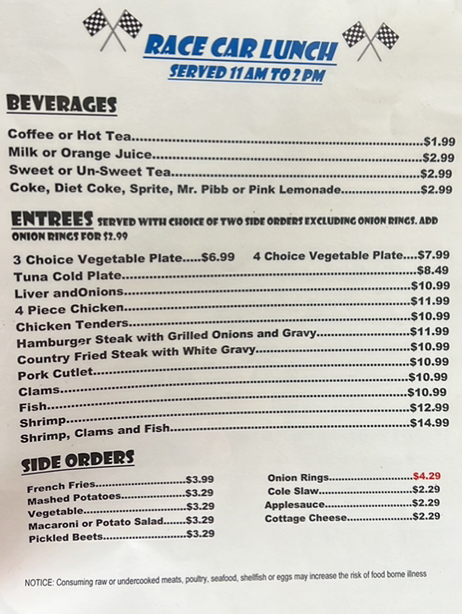 RACE CAR LUNCH
SERVED 11 AM TO 2 PM
BEVERAGES
Coffee or Hot Tea...$1.99
Milk or Orange Juice...$2.99
Sweet or Un-Sweet Tea...$2.99
Coke, Diet Coke, Sprite, Mr. Pibb or Pink Lemonade...$2.99
ENTREES SERVED WITH CHOICE OF TWO SIDE ORDERS EXCLUDING ONION RINGS. ADD
ONION RINGS FOR $2.99
3 Choice Vegetable Plate.....$6.99 4 Choice Vegetable Plate....$7.99
Tuna Cold Plate...$8.49
Liver andOnions...$10.99
4 Piece Chicken...$11.99
Chicken Tenders...$10.99
Hamburger Steak with Grilled Onions and Gravy...$11.99
Country Fried Steak with White Gravy...$10.99
Pork Cutlet...$10.99
Clams...$10.99
Fish...$10.99
Shrimp...$12.99
Shrimp, Clams and Fish...$14.99
SIDE ORDERS
French Fries...$3.99
Mashed Potatoes...$3.29
Vegetable...$3.29
Macaroni or Potato Salad...$3.29
Pickled Beets...$3.29
Onion Rings...$4.29
Cole Slaw...$2.29
Applesauce...$2.29
Cottage Cheese...$2.29
NOTICE: Consuming raw or undercooked meats, poultry, seafood, shellfish or eggs may increase the risk of food borne illness